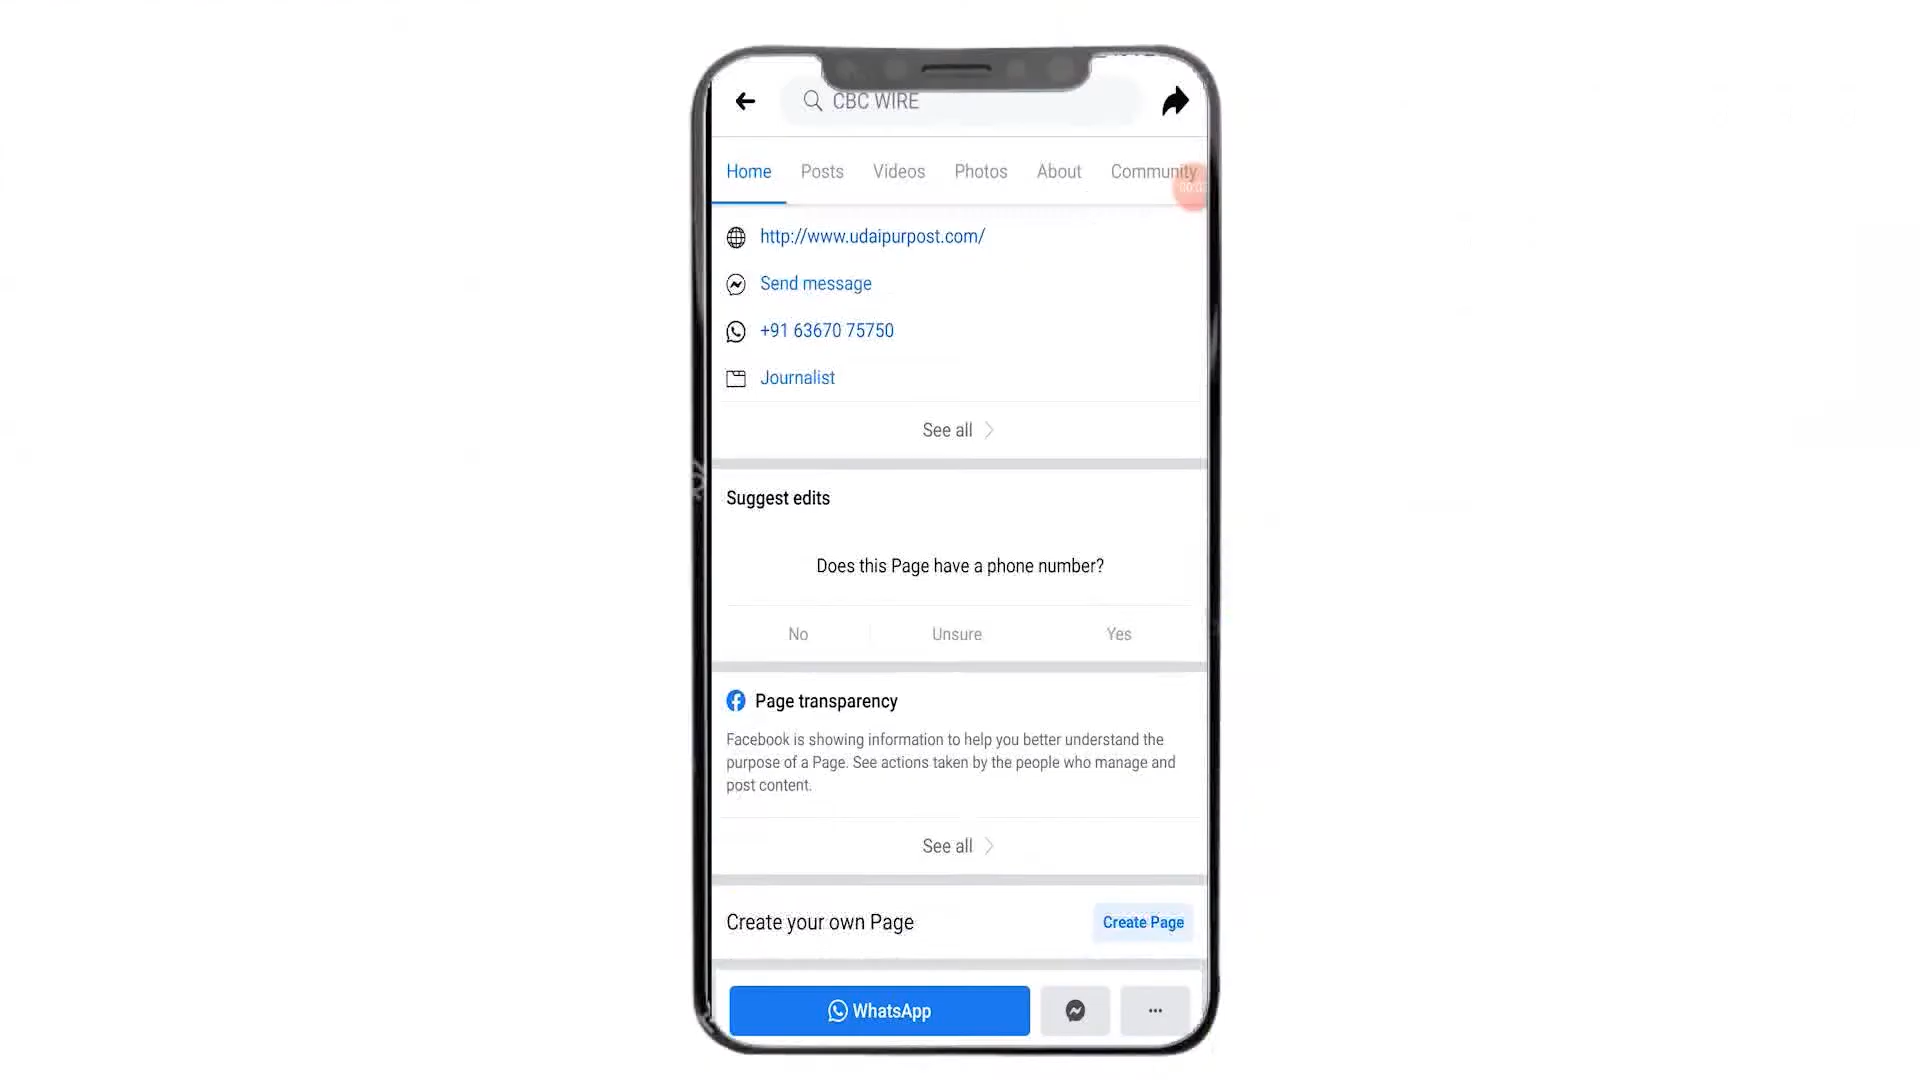 CBC WIRE
Home Posts Videos Photos About Community
http://www.udaipurpost.com/
Send message
+91 63670 75750
Journalist
See all
Suggest edits
Does this Page have a phone number?
No Unsure Yes
Page transparency
Facebook is showing information to help you better understand the
purpose of a Page. See actions taken by the people who manage and
post content.
See all
Create your own Page Create Page
WhatsApp